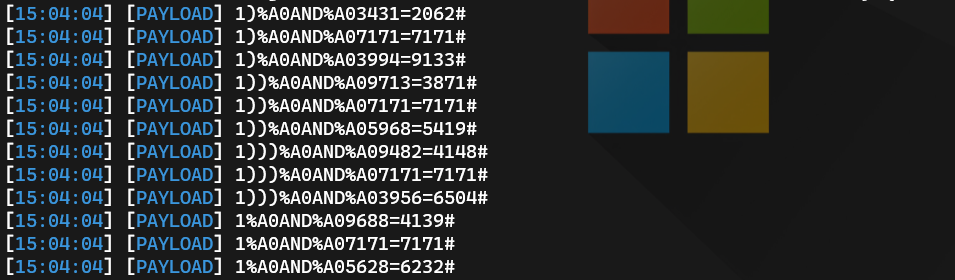 [15:04:04] [PAYLOAD] 1)%A0AND%A03431=2062#
[15:04:04] [PAYLOAD] 1)%A0AND%A07171=7171#
[15:04:04] [PAYLOAD] 1)%A0AND%A03994=9133#
[15:04:04] [PAYLOAD] 1))%A0AND%A09713=3871#
[15:04:04] [PAYLOAD] 1))%A0AND%A07171=7171#
[15:04:04] [PAYLOAD] 1))%A0AND%A05968=5419#
[15:04:04] [PAYLOAD] 1)))%A0AND%A09482=4148#
[15:04:04] [PAYLOAD] 1)))%A0AND%A07171=7171#
[15:04:04] [PAYLOAD] 1)))%A0AND%A03956=6504#
[15:04:04] [PAYLOAD] 1%A0AND%A09688=4139#
[15:04:04] [PAYLOAD] 1%A0AND%A07171=7171#
[15:04:04] [PAYLOAD] 1%A0AND%A05628=6232#